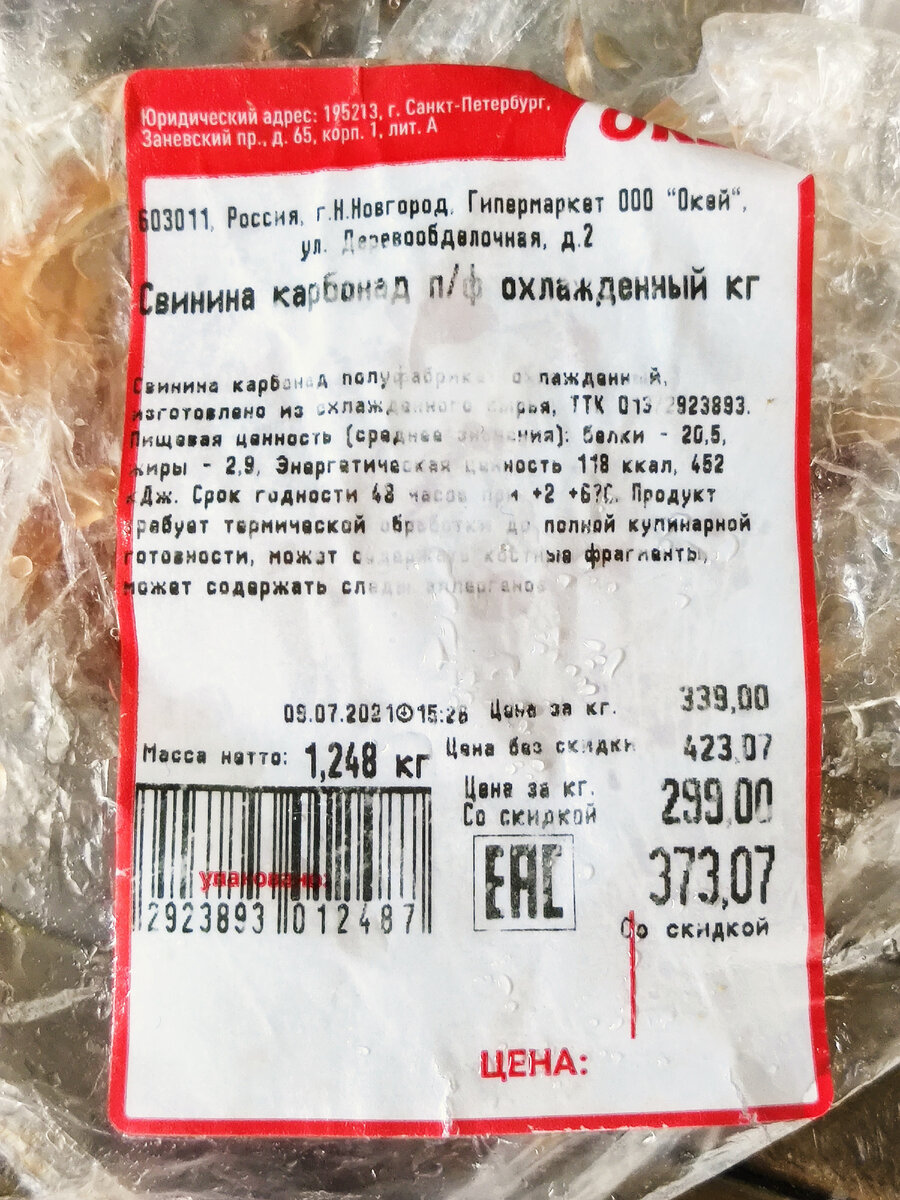 Юридический адрес: 195213, г. Санкт-Петербург,
Заневский пр., д. 65, корп. 1, лит. А
603011, Россия, г.Н.Новгород, Гипермаркет ООО "Окей",
ул. Деревообделочная, д.2
Свинина карбонад п/ф охлажденный кг
Свинина карбонад полуфабрикат охлажденный,
изготовлено из охлажденного сырья, ТТК
Пищевая ценность (средние значения): белки - 20,5,
жиры - 2,9, Энергетическая ценность 118 ккал, 452
кДж. Срок годности 48 часов при +2 +6?С. Продукт
требует термической обработки до полной кулинарной
готовности, может содержать костные фрагменты,
может содержать следы аллергенов
09.07.2021 15:28 Цена за кг. 339,00
Масса нетто: 1,248 кг Цена без скидки 423,07
Цена за кг. 299,00
Со скидкой
упаковано:
EAC 373,07
2923893 012487
Со скидкой
ЦЕНА: